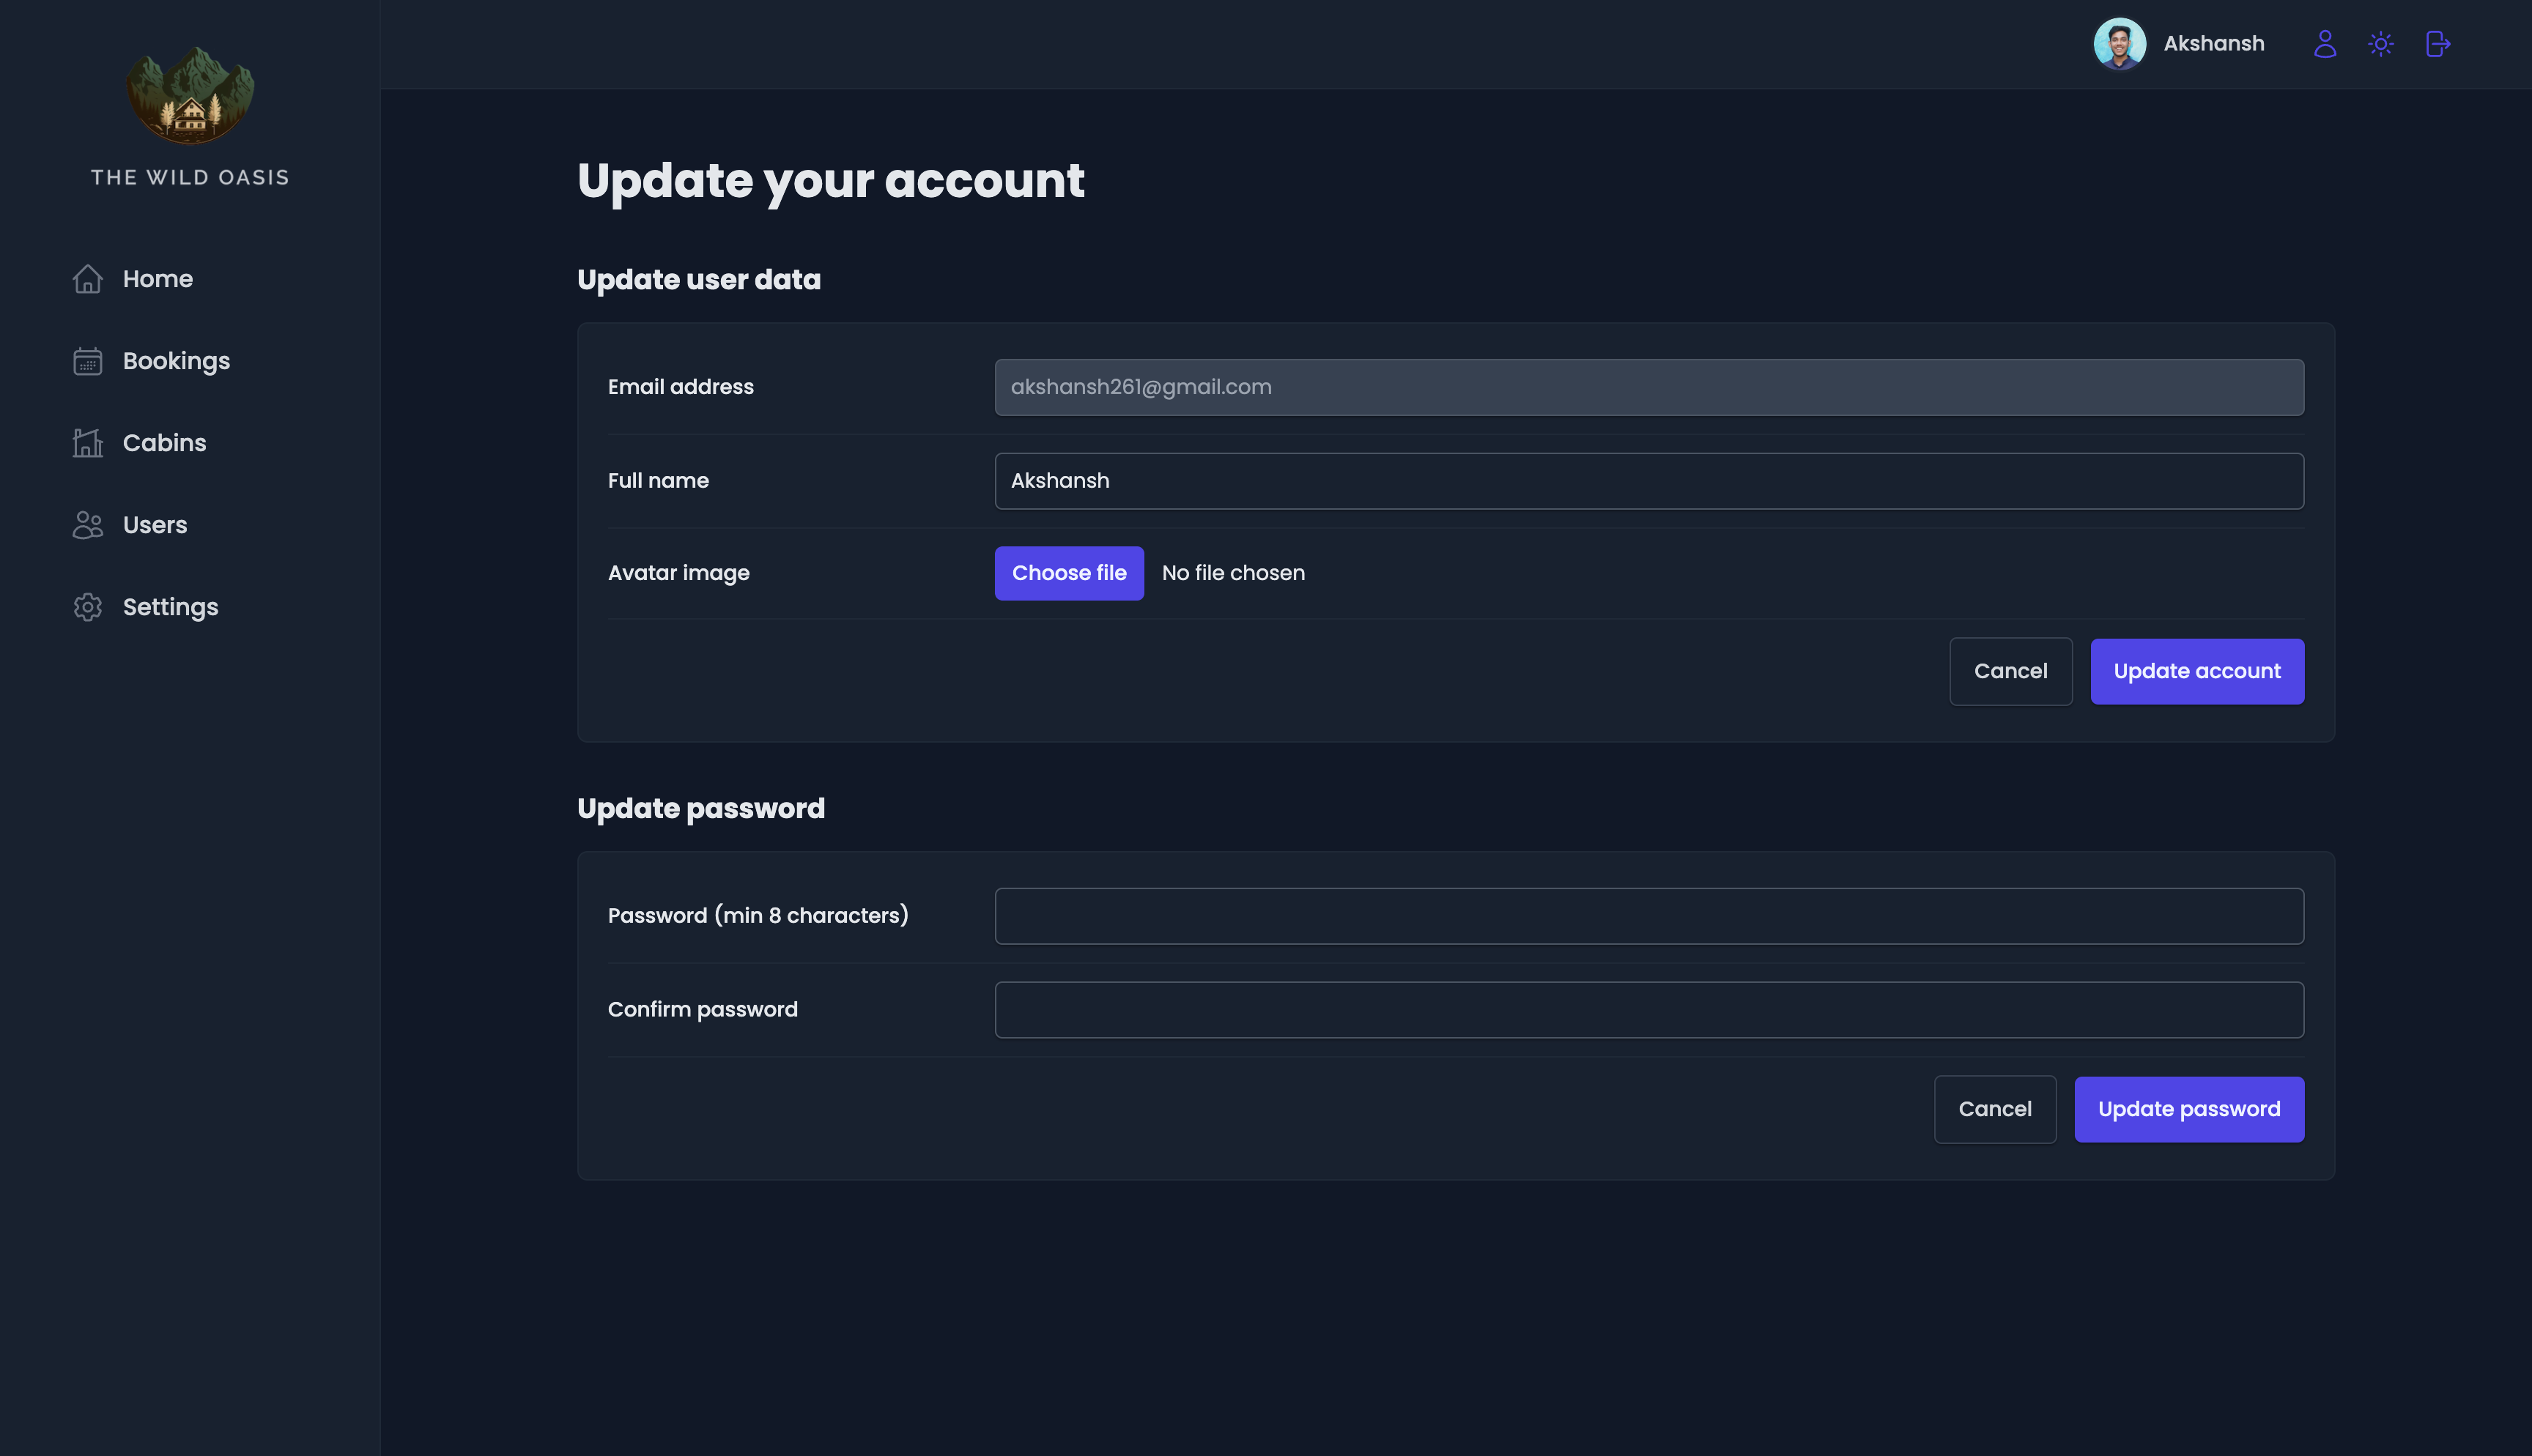 THE WILD OASIS
Home
Bookings
Cabins
Users
Settings
Akshansh
Update your account
Update user data
Email address
akshansh261@gmail.com
Full name
Akshansh
Avatar image
Choose file No file chosen
Cancel
Update account
Update password
Password (min 8 characters)
Confirm password
Cancel
Update password